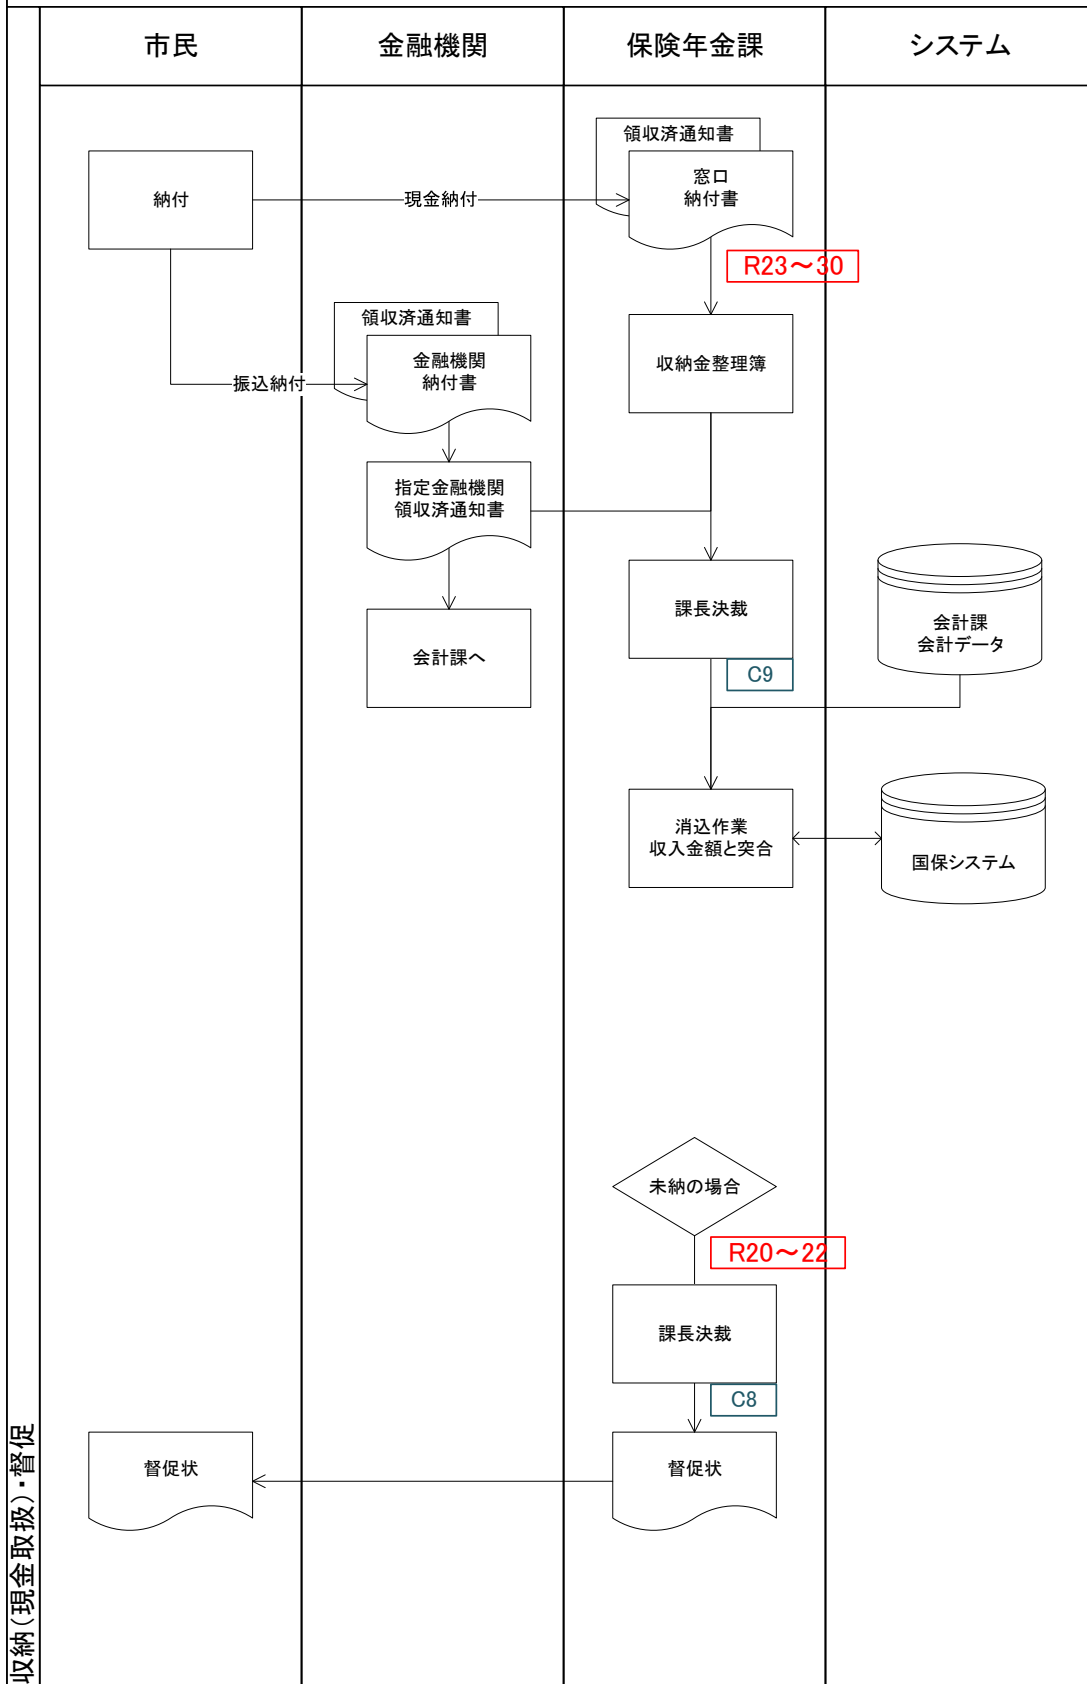 市民
金融機関
保険年金課
システム
領収済通知書
窓口
納付書
納付
現金納付
R23～30
領収済通知書
金融機関
納付書
振込納付
収納金整理簿
指定金融機関
領収済通知書
課長決裁
会計課
会計データ
会計課へ
C9
消込作業
収入金額と突合
国保システム
未納の場合
R20～22
課長決裁
C8
督促状
督促状
収納（現金取扱）・督促